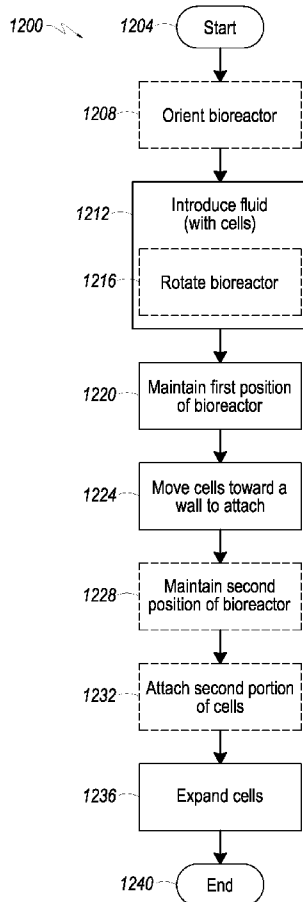 1200
1204
Start
1208
Orient bioreactor
1212
Introduce fluid
(with cells)
1216
Rotate bioreactor
1220
Maintain first position
of bioreactor
1224
Move cells toward a
wall to attach
1228
Maintain second
position of bioreactor
1232
Attach second portion
of cells
1236
Expand cells
1240
End